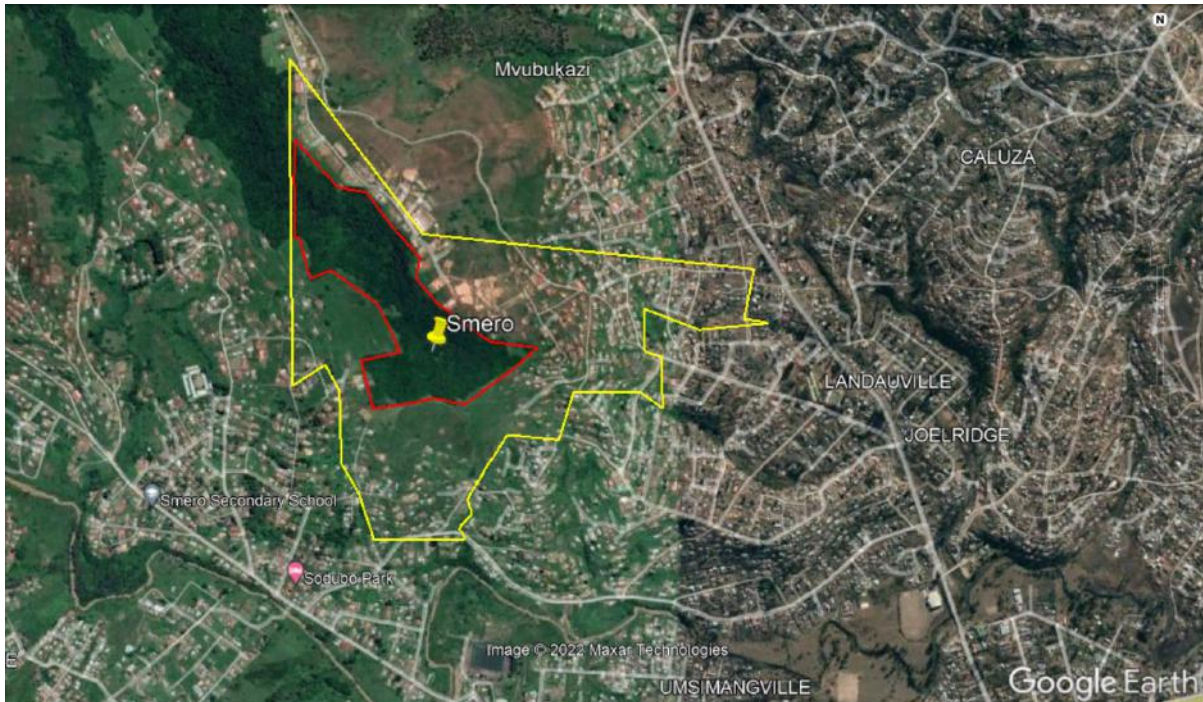 N
Mvubukazi
CALUZA
Smero
LANDAUVILLE
JOELRIDGE
Smero Secondary School
Sodubo Park
Image © 2022 Maxar Technologies
UMSIMANGVILLE
Google Earth